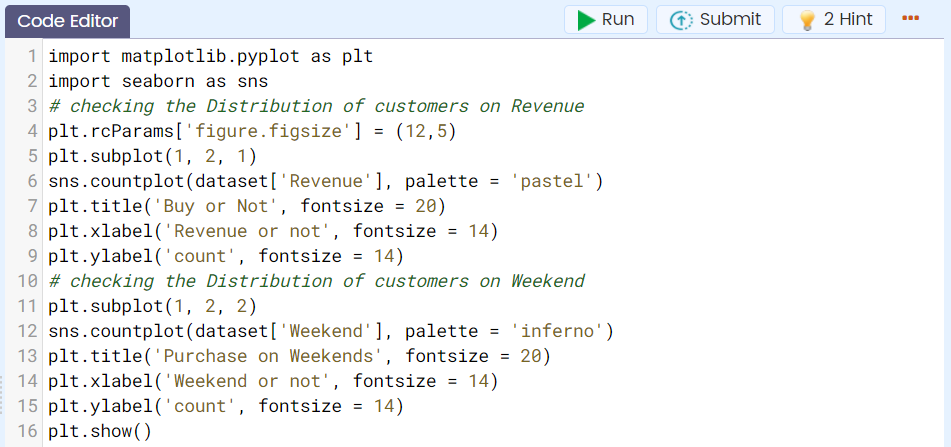 Code Editor
Run
Submit
2 Hint
1 import matplotlib.pyplot as plt
2 import seaborn as sns
3 # checking the Distribution of customers on Revenue
4 plt.rcParams['figure.figsize'] = (12,5)
5 plt.subplot(1, 2, 1)
6 sns.countplot(dataset['Revenue'], palette = 'pastel')
7 plt.title('Buy or Not', fontsize = 20)
8 plt.xlabel('Revenue or not', fontsize = 14)
9 plt.ylabel('count', fontsize = 14)
10 # checking the Distribution of customers on Weekend
11 plt.subplot(1, 2, 2)
12 sns.countplot(dataset['Weekend'], palette = 'inferno')
13 plt.title('Purchase on Weekends', fontsize = 20)
14 plt.xlabel('Weekend or not', fontsize = 14)
15 plt.ylabel('count', fontsize = 14)
16 plt.show()